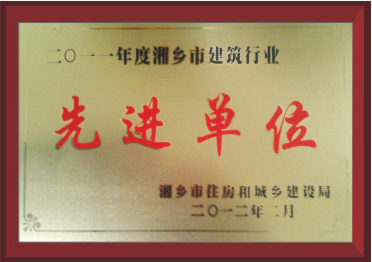 二〇一一年度湘乡市建筑行业
先进单位
湘乡市住房和城乡建设局
二〇一二年二月